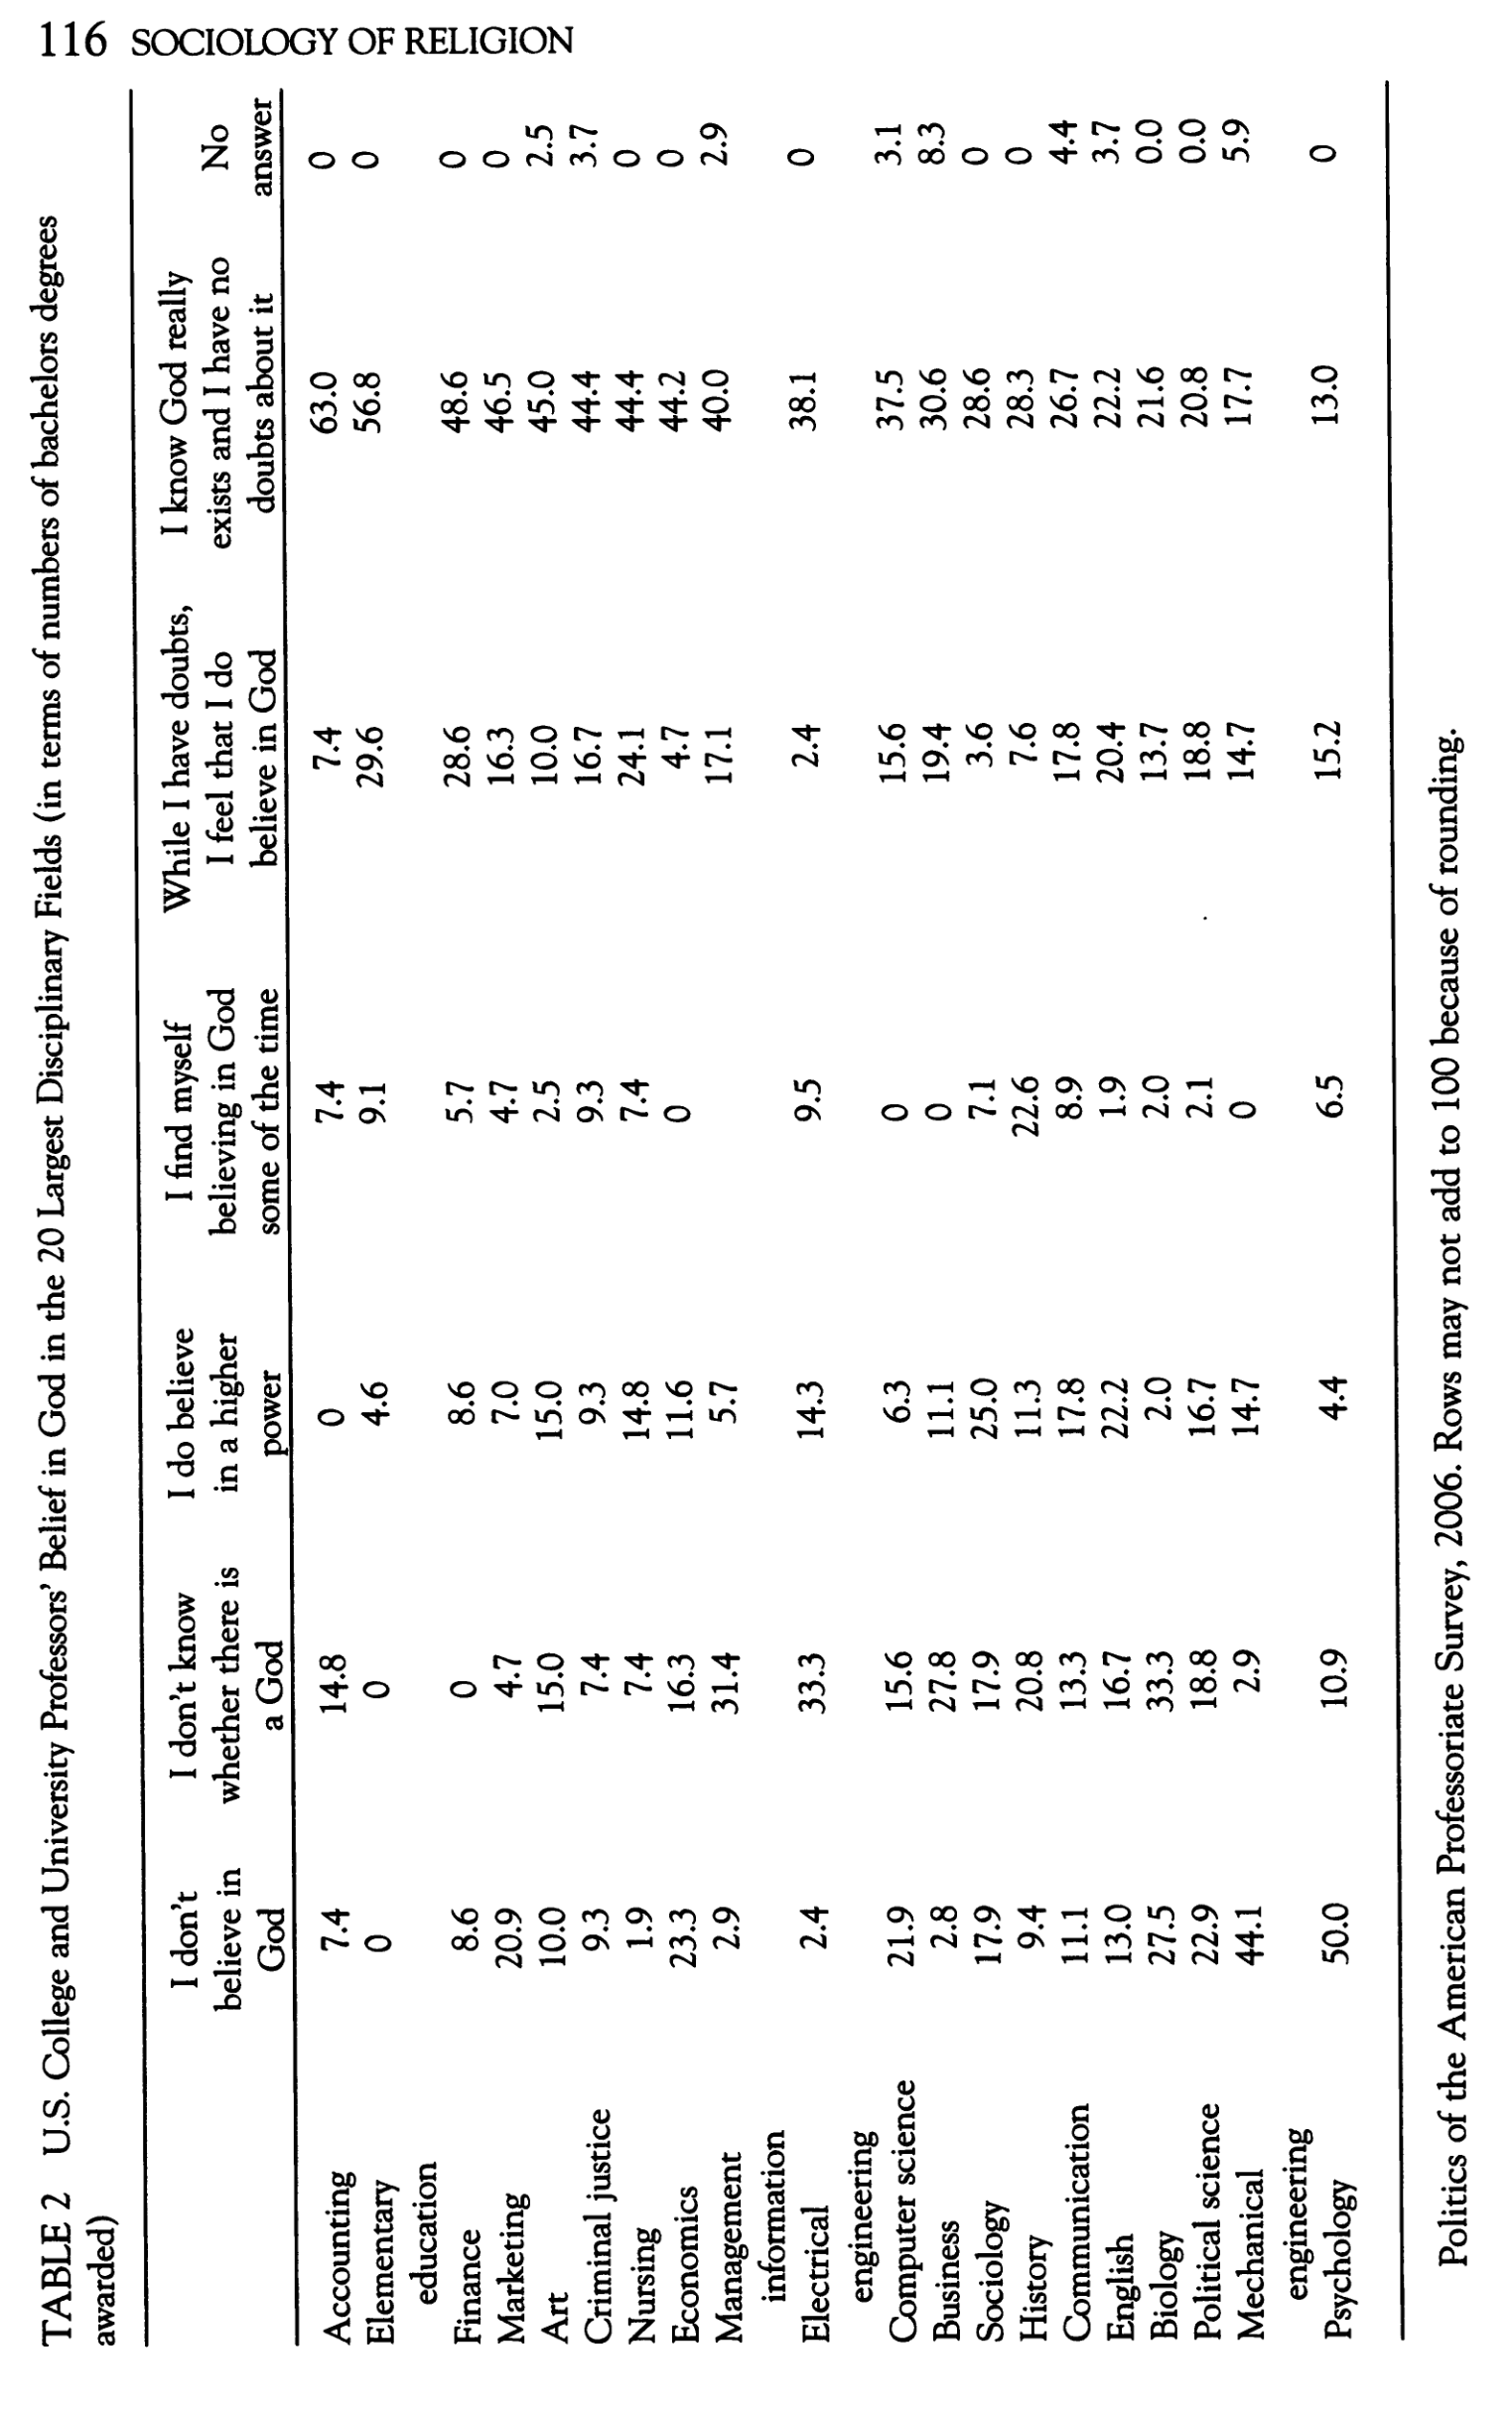 116 SOCIOLOGY OF RELIGION
TABLE 2 U.S. College and University Professors' Belief in God in the 20 Largest Disciplinary Fields (in terms of numbers of bachelors degrees
awarded)
I don't I don't know I do believe I find myself While I have doubts, I know God really
believe in whether there is in a higher believing in God I feel that I do exists and I have no No
God a God power some of the time believe in God doubts about it answer
Accounting 7.4 14.8 0 7.4 7.4 63.0 0
Elementary 0 0 4.6 9.1 29.6 56.8 0
education
Finance 8.6 0 8.6 5.7 28.6 48.6 0
Marketing 20.9 4.7 7.0 4.7 16.3 46.5 0
Art 10.0 15.0 15.0 2.5 10.0 45.0 2.5
Criminal justice 9.3 7.4 9.3 9.3 16.7 44.4 3.7
Nursing 1.9 7.4 14.8 7.4 24.1 44.4 0
Economics 23.3 16.3 11.6 0 4.7 44.2 0
Management 2.9 31.4 5.7 17.1 40.0 2.9
information
Electrical 2.4 33.3 14.3 9.5 2.4 38.1 0
engineering
Computer science 21.9 15.6 6.3 0 15.6 37.5 3.1
Business 2.8 27.8 11.1 0 19.4 30.6 8.3
Sociology 17.9 17.9 25.0 7.1 3.6 28.6 0
History 9.4 20.8 11.3 22.6 7.6 28.3 0
Communication 11.1 13.3 17.8 8.9 17.8 26.7 4.4
English 13.0 16.7 22.2 1.9 20.4 22.2 3.7
Biology 27.5 33.3 2.0 2.0 13.7 21.6 0.0
Political science 22.9 18.8 16.7 2.1 18.8 20.8 0.0
Mechanical 44.1 2.9 14.7 0 14.7 17.7 5.9
engineering
Psychology 50.0 10.9 4.4 6.5 15.2 13.0 0
Politics of the American Professoriate Survey, 2006. Rows may not add to 100 because of rounding.